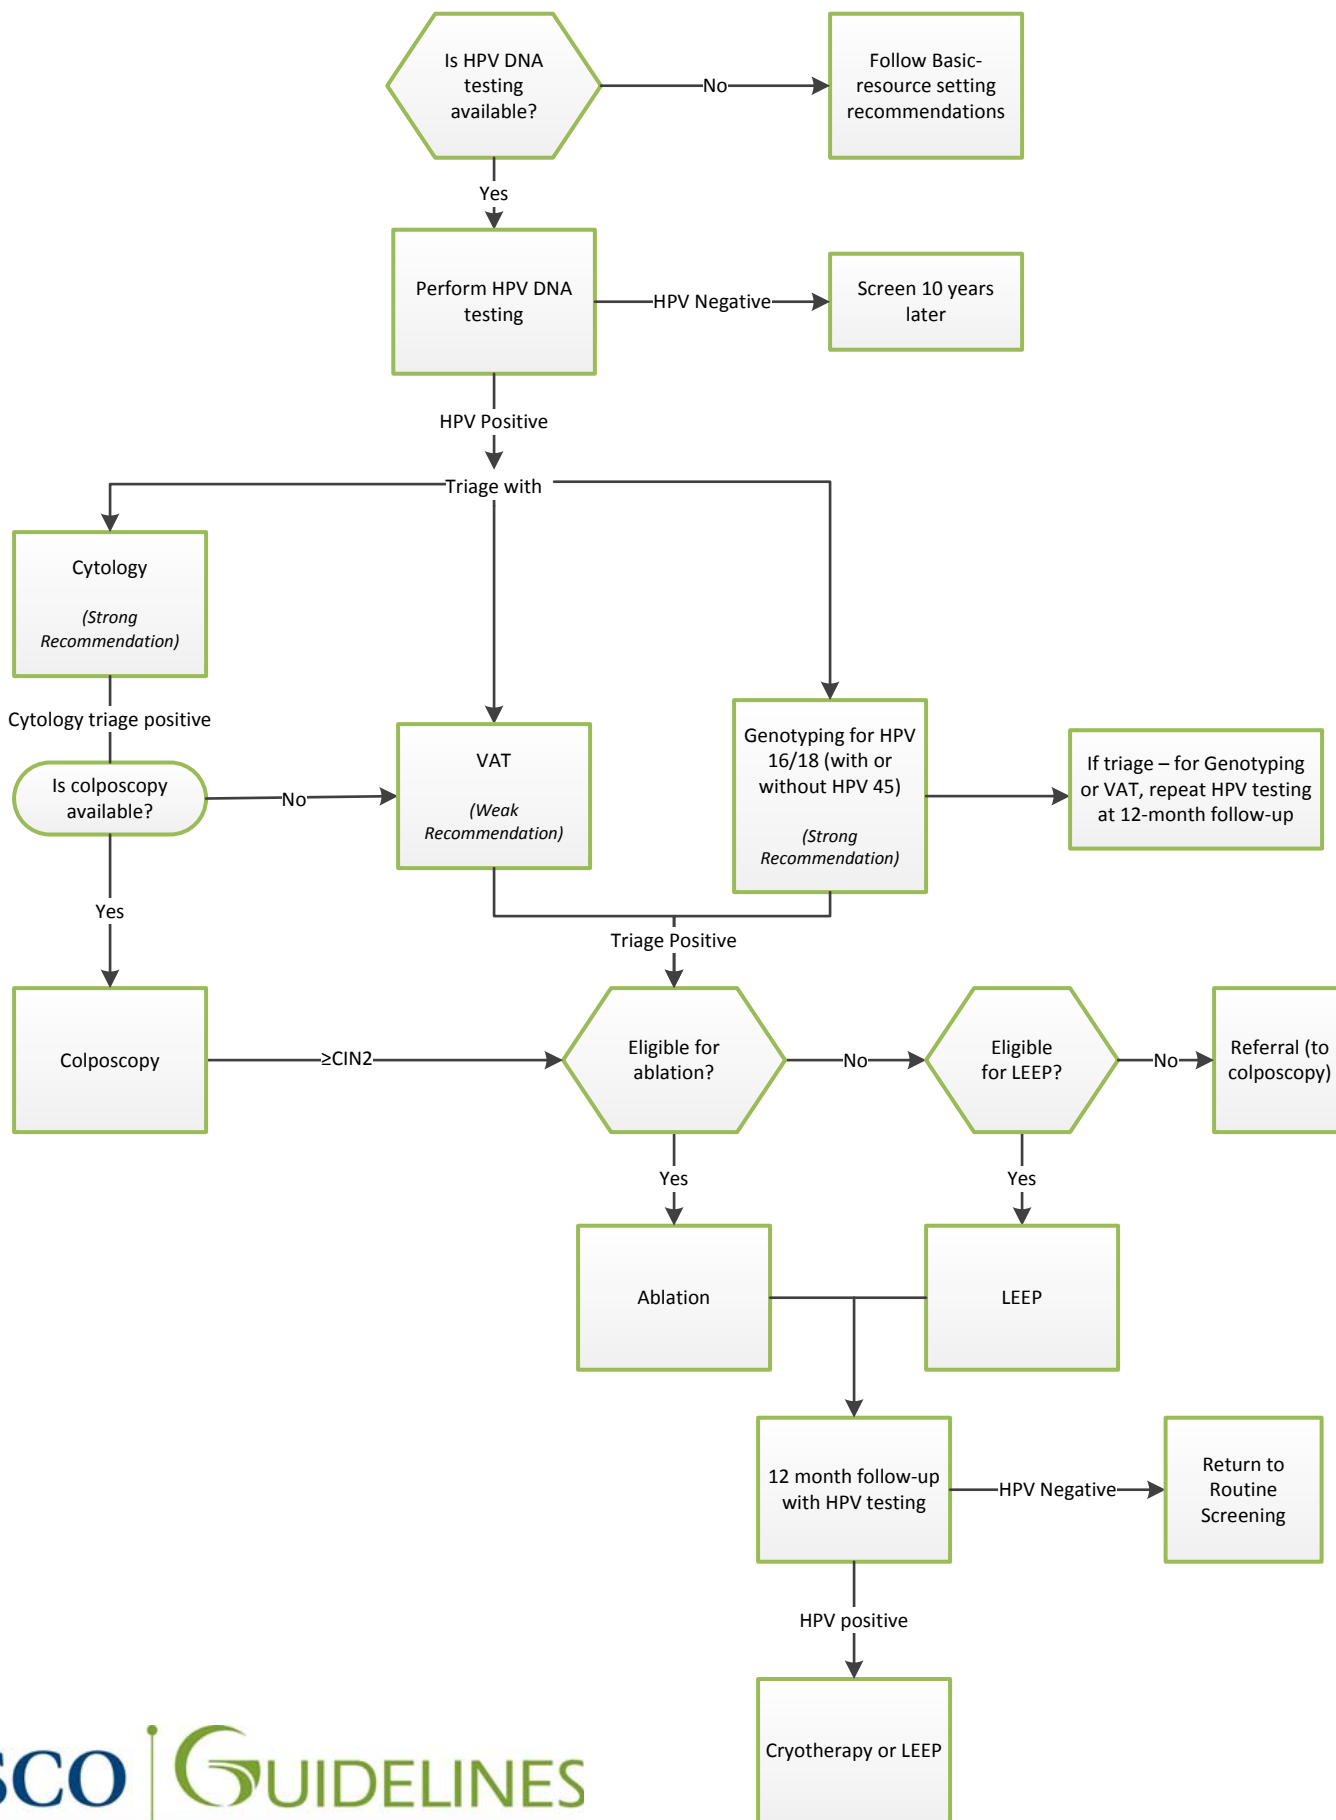 Is HPV DNA
testing
available?
No
Follow Basic-
resource setting
recommendations
Yes
Perform HPV DNA
testing
HPV Negative
Screen 10 years
later
HPV Positive
Triage with
Cytology
(Strong
Recommendation)
Cytology triage positive
Is colposcopy
available?
No
VAT
(Weak
Recommendation)
Genotyping for HPV
16/18 (with or
without HPV 45)
(Strong
Recommendation)
If triage – for Genotyping
or VAT, repeat HPV testing
at 12-month follow-up
Yes
Triage Positive
Colposcopy
≥CIN2
Eligible for
ablation?
No
Eligible
for LEEP?
No
Referral (to
colposcopy)
Yes
Yes
Ablation
LEEP
12 month follow-up
with HPV testing
HPV Negative
Return to
Routine
Screening
HPV positive
Cryotherapy or LEEP
SCO GUIDELINES